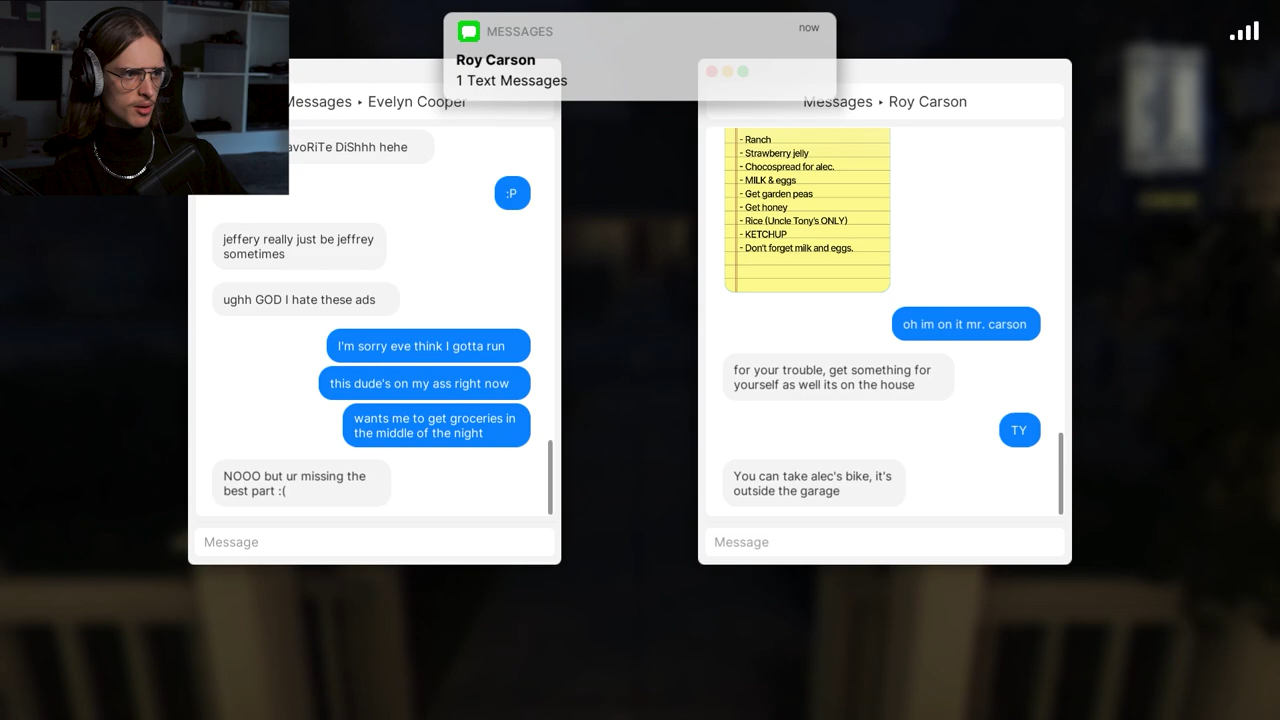 MESSAGES
now
Roy Carson
1 Text Messages
Messages ▸ Evelyn Cooper
avoRiTe DiShhh hehe
:P
jeffery really just be jeffrey
sometimes
ughh GOD I hate these ads
I'm sorry eve think I gotta run
this dude's on my ass right now
wants me to get groceries in
the middle of the night
NOOO but ur missing the
best part :(
Message
Messages ▸ Roy Carson
- Ranch
- Strawberry jelly
- Chocospread for alec.
- MILK & eggs
- Get garden peas
- Get honey
- Rice (Uncle Tony's ONLY)
- KETCHUP
- Don't forget milk and eggs.
oh im on it mr. carson
for your trouble, get something for
yourself as well its on the house
TY
You can take alec's bike, it's
outside the garage
Message